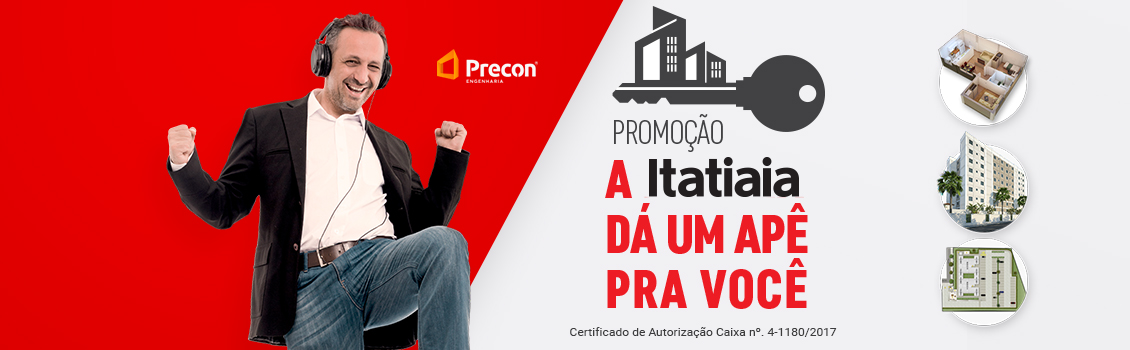 Precon
ENGENHARIA
PROMOÇÃO
A Itatiaia
DÁ UM APÊ
PRA VOCÊ
Certificado de Autorização Caixa nº. 4-1180/2017